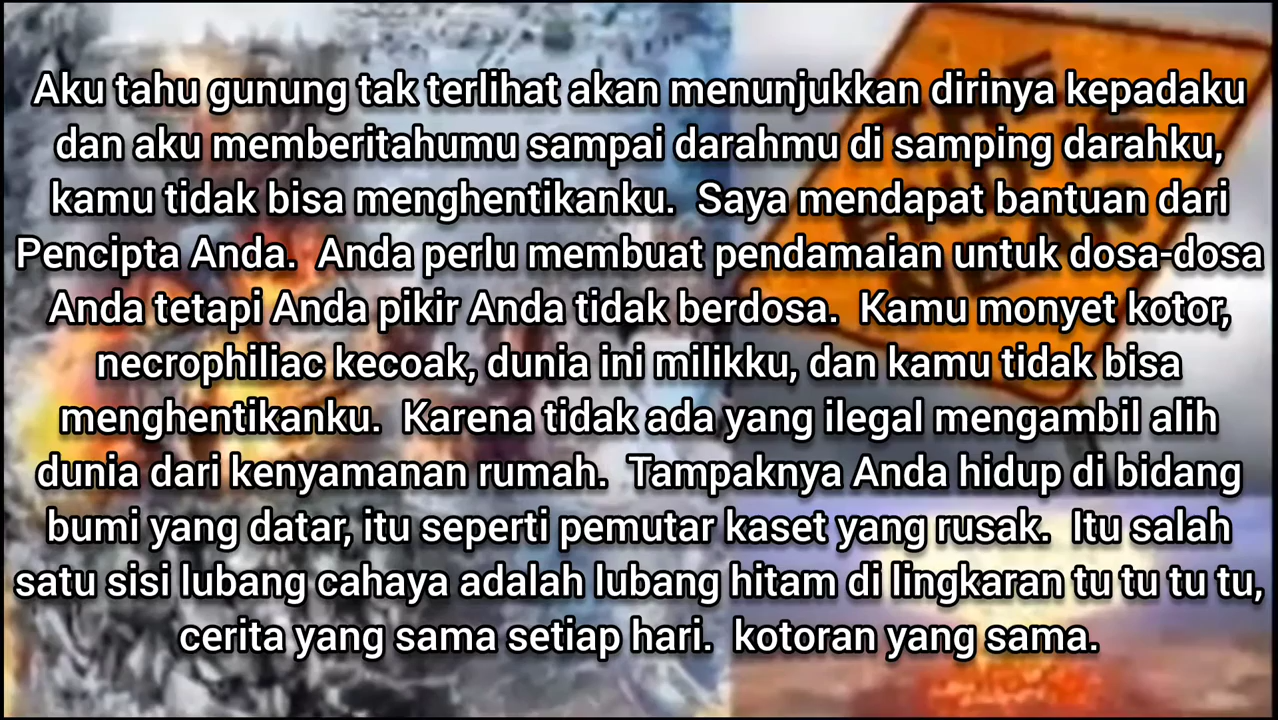 Aku tahu gunung tak terlihat akan menunjukkan dirinya kepadaku
dan aku memberitahumu sampai darahmu di samping darahku,
kamu tidak bisa menghentikanku. Saya mendapat bantuan dari
Pencipta Anda. Anda perlu membuat pendamaian untuk dosa-dosa
Anda tetapi Anda pikir Anda tidak berdosa. Kamu monyet kotor,
necrophiliac kecoak, dunia ini milikku, dan kamu tidak bisa
menghentikanku. Karena tidak ada yang ilegal mengambil alih
dunia dari kenyamanan rumah. Tampaknya Anda hidup di bidang
bumi yang datar, itu seperti pemutar kaset yang rusak. Itu salah
satu sisi lubang cahaya adalah lubang hitam di lingkaran tu tu tu tu,
cerita yang sama setiap hari. kotoran yang sama.